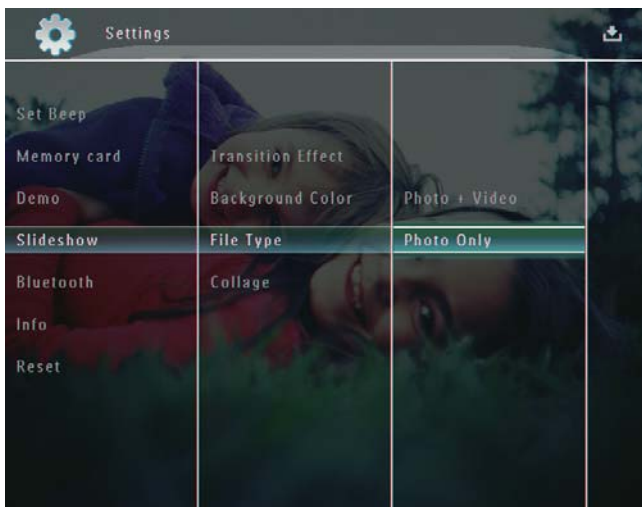 Settings
Set Beep
Memory card
Demo
Slideshow
Bluetooth
Info
Reset
Transition Effect
Background Color
File Type
Collage
Photo + Video
Photo Only